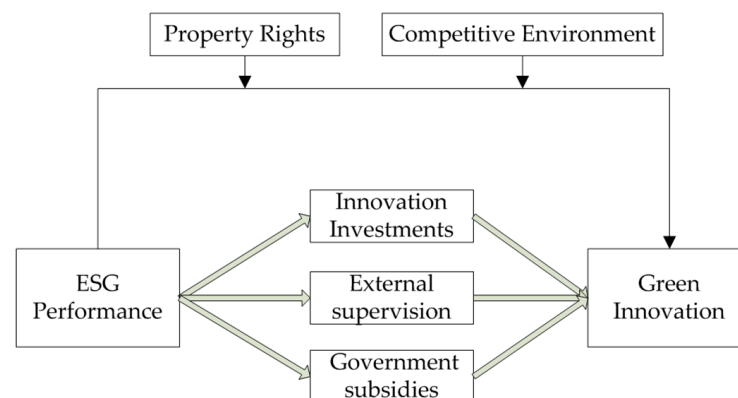 Property Rights
Competitive Environment
Innovation
Investments
ESG
Performance
External
supervision
Green
Innovation
Government
subsidies